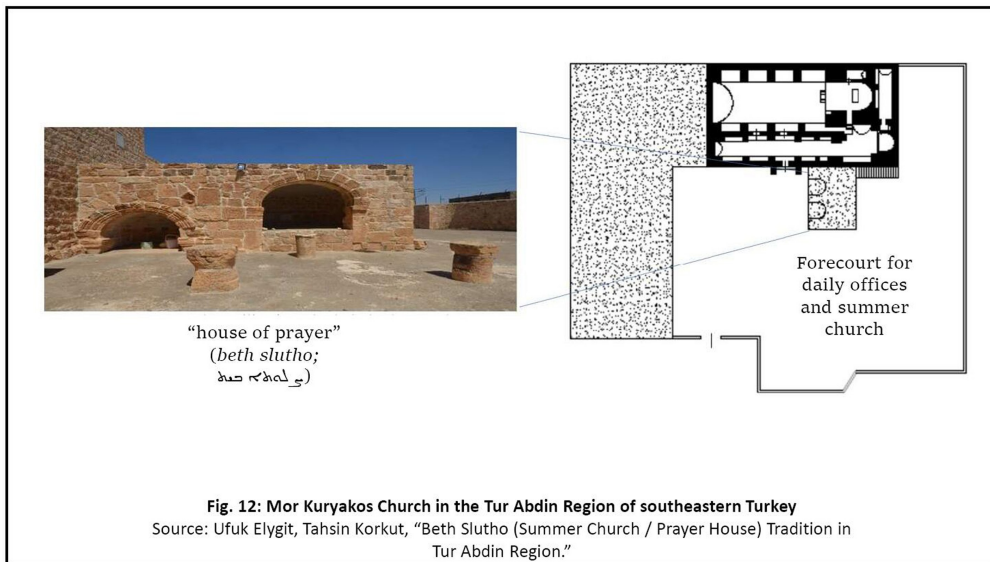 "house of prayer"
(beth slutho;
ܨܠܘܬܐ ܒܝܬ)
Forecourt for
daily offices
and summer
church
Fig. 12: Mor Kuryakos Church in the Tur Abdin Region of southeastern Turkey
Source: Ufuk Elygit, Tahsin Korkut, "Beth Slutho (Summer Church / Prayer House) Tradition in
Tur Abdin Region."